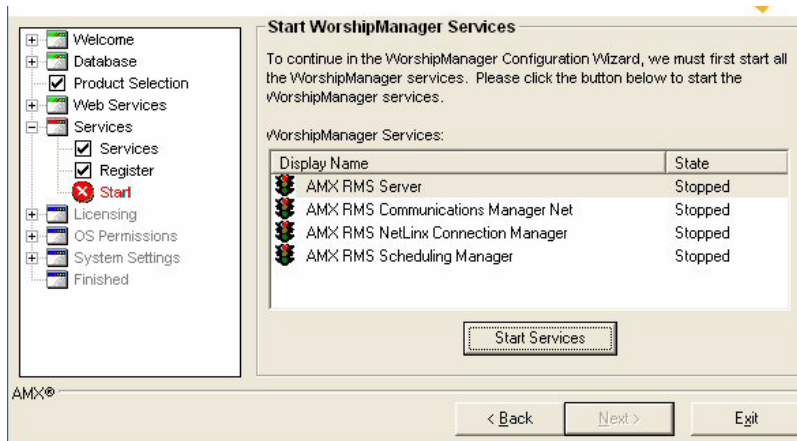 Welcome
Database
Product Selection
Web Services
Services
Services
Register
Start
Licensing
OS Permissions
System Settings
Finished
Start WorshipManager Services
To continue in the WorshipManager Configuration Wizard, we must first start all
the WorshipManager services. Please click the button below to start the
WorshipManager services.
WorshipManager Services:
Display Name State
AMX RMS Server Stopped
AMX RMS Communications Manager Net Stopped
AMX RMS NetLinx Connection Manager Stopped
AMX RMS Scheduling Manager Stopped
Start Services
AMX®
< Back Next > Exit